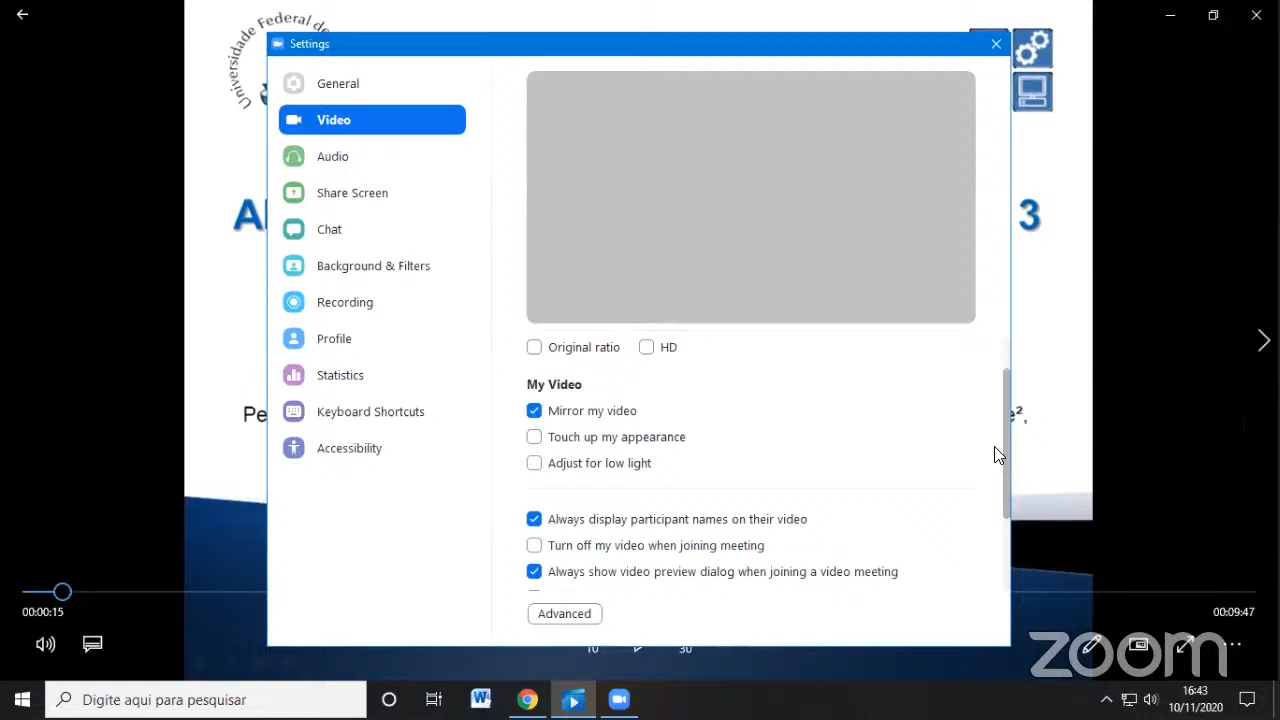 Universidade Federal de
Settings
General
Video
Audio
Share Screen
Chat
Background & Filters
Recording
Profile
Statistics
Keyboard Shortcuts
Accessibility
Original ratio
HD
My Video
Mirror my video
Touch up my appearance
Adjust for low light
Always display participant names on their video
Turn off my video when joining meeting
Always show video preview dialog when joining a video meeting
Advanced
3
Pe
e²,
00:00:15
00:09:47
10
30
zoom
Digite aqui para pesquisar
16:43
10/11/2020